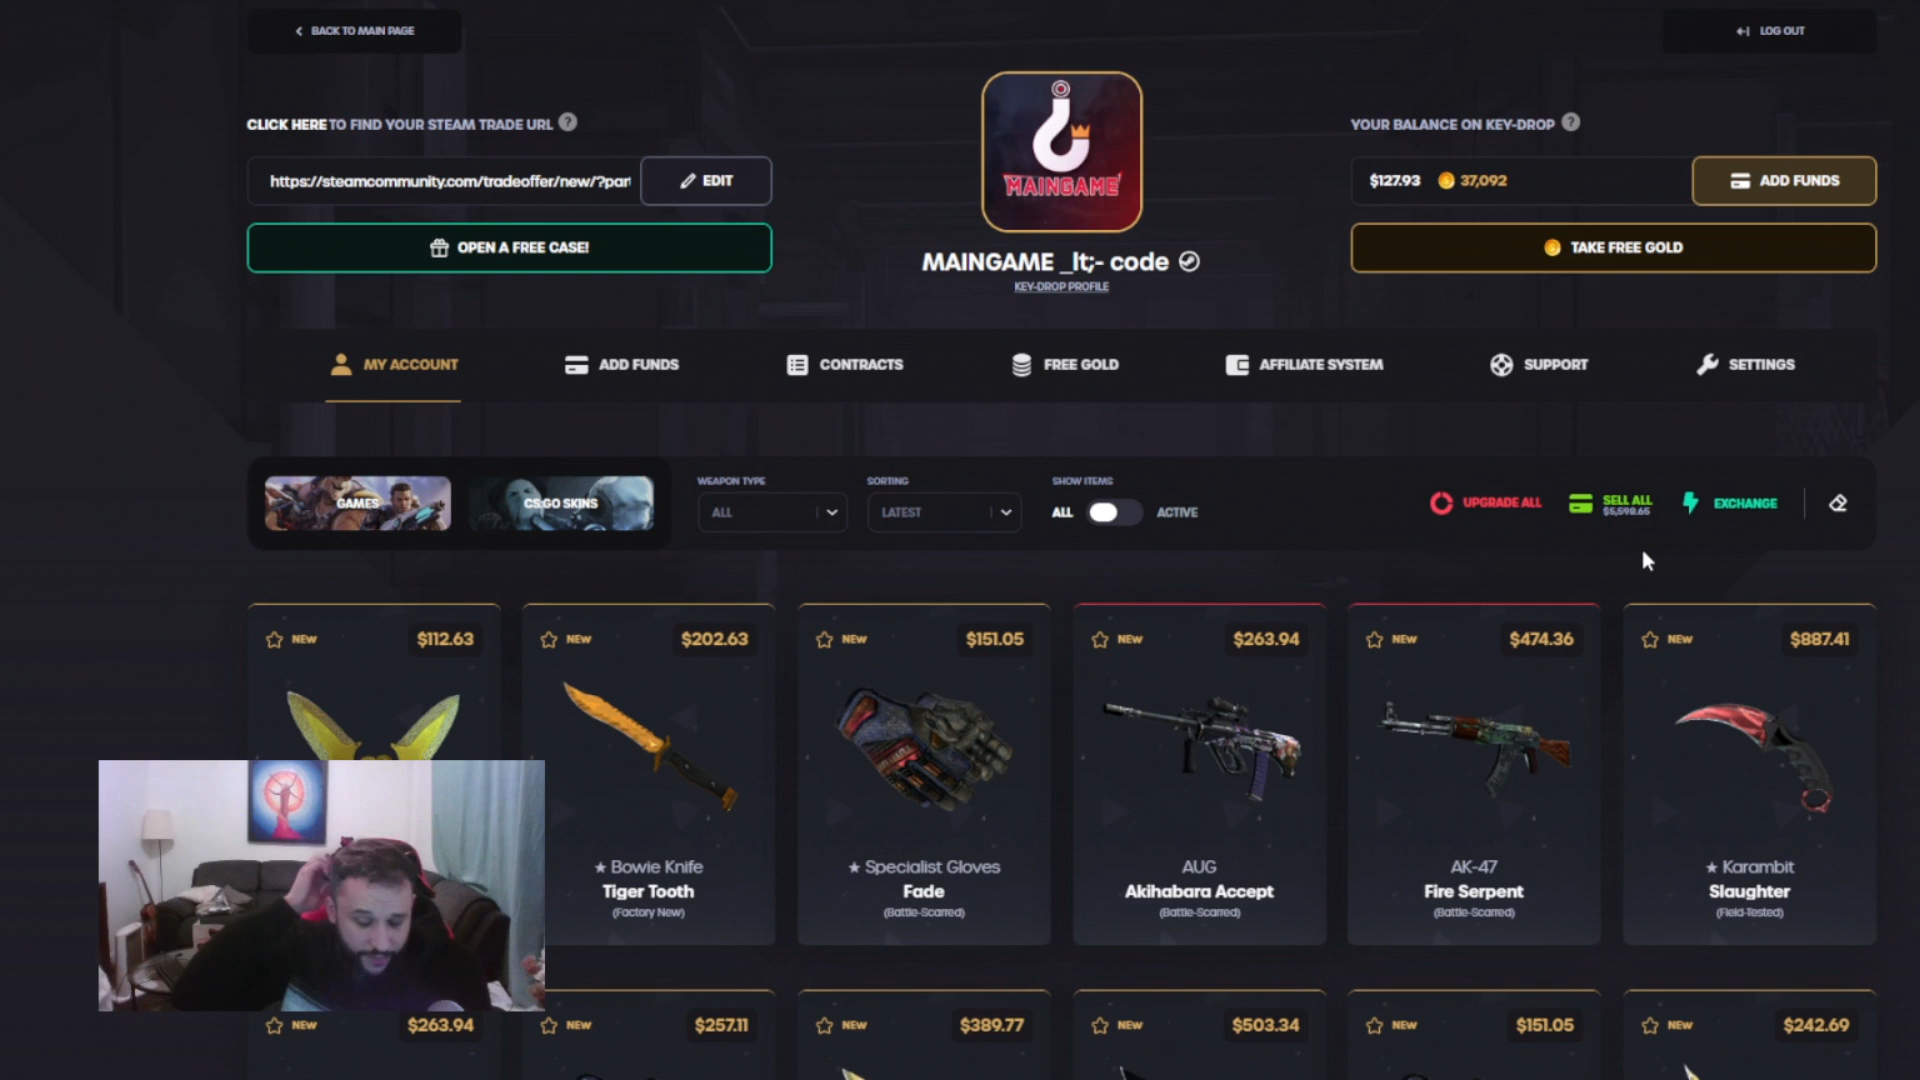 BACK TO MAIN PAGE
LOG OUT
CLICK HERE TO FIND YOUR STEAM TRADE URL ?
YOUR BALANCE ON KEY-DROP ?
https://steamcommunity.com/tradeoffer/new/?par
EDIT
MAINGAME
$127.93 37,092
ADD FUNDS
OPEN A FREE CASE!
TAKE FREE GOLD
MAINGAME _lt;- code
KEY-DROP PROFILE
MY ACCOUNT
ADD FUNDS
CONTRACTS
FREE GOLD
AFFILIATE SYSTEM
SUPPORT
SETTINGS
GAMES
CS:GO SKINS
WEAPON TYPE
ALL
SORTING
LATEST
SHOW ITEMS
ALL
ACTIVE
UPGRADE ALL
SELL ALL
$5,598.65
EXCHANGE
NEW $112.63
NEW $202.63
★ Bowie Knife
Tiger Tooth
(Factory New)
NEW $151.05
★ Specialist Gloves
Fade
(Battle-Scarred)
NEW $263.94
AUG
Akihabara Accept
(Battle-Scarred)
NEW $474.36
AK-47
Fire Serpent
(Battle-Scarred)
NEW $887.41
★ Karambit
Slaughter
(Field-Tested)
NEW $263.94
NEW $257.11
NEW $389.77
NEW $503.34
NEW $151.05
NEW $242.69